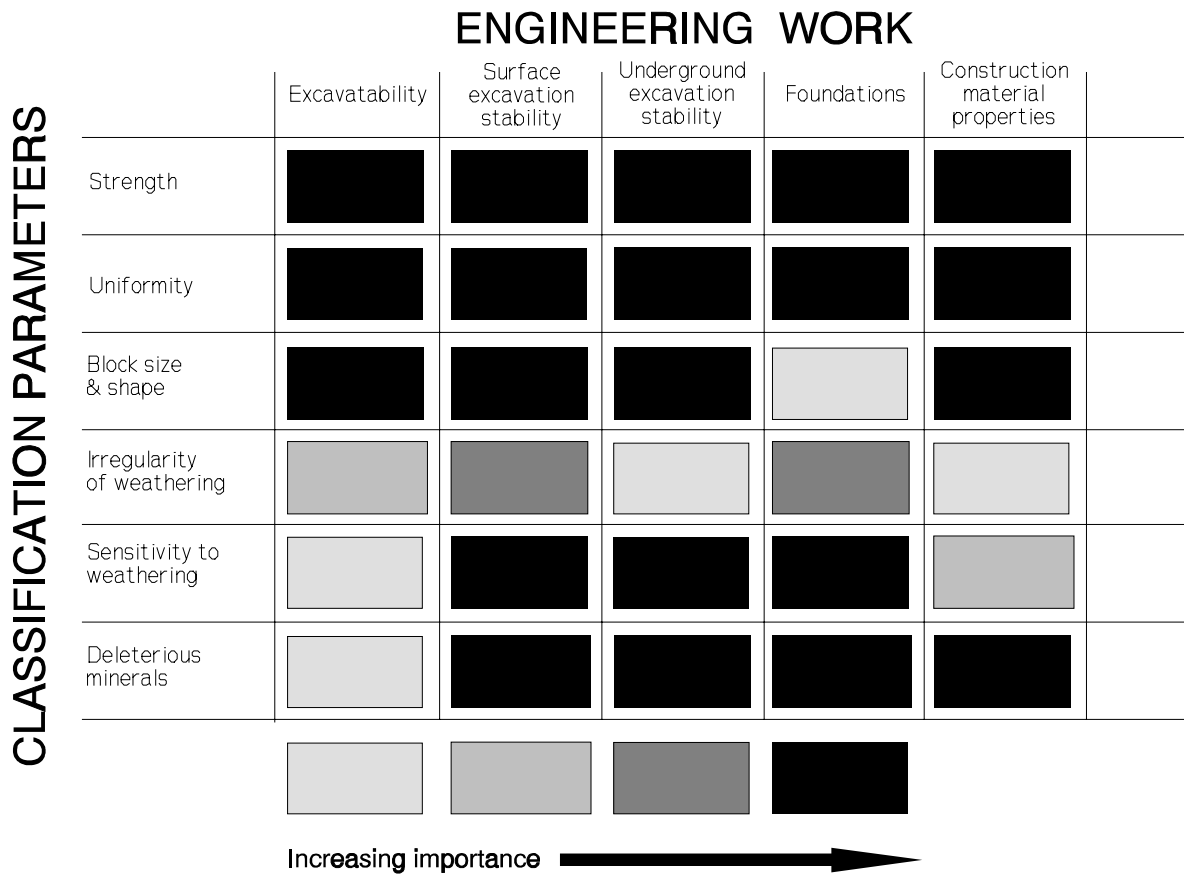 ENGINEERING WORK
CLASSIFICATION PARAMETERS
Excavatability
Surface
excavation
stability
Underground
excavation
stability
Foundations
Construction
material
properties
Strength
Uniformity
Block size
& shape
Irregularity
of weathering
Sensitivity to
weathering
Deleterious
minerals
Increasing importance